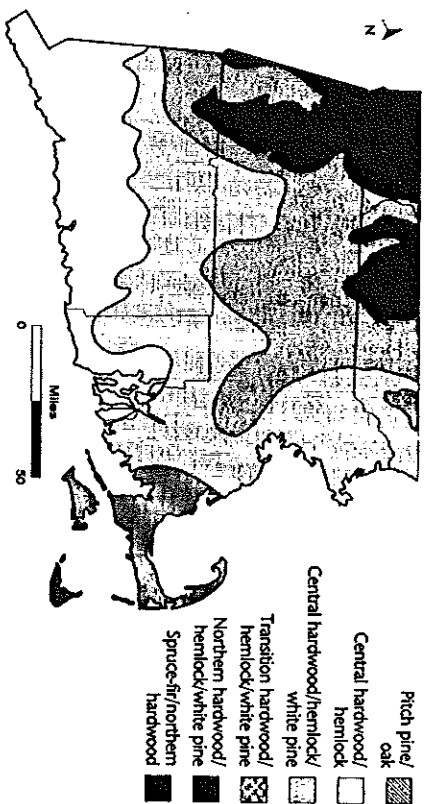 N
0
50
Miles
Pitch pine/
oak
Central hardwood/
hemlock
Central hardwood/hemlock/
white pine
Transition hardwood/
hemlock/white pine
Northern hardwood/
hemlock/white pine
Spruce-fir/northern
hardwood